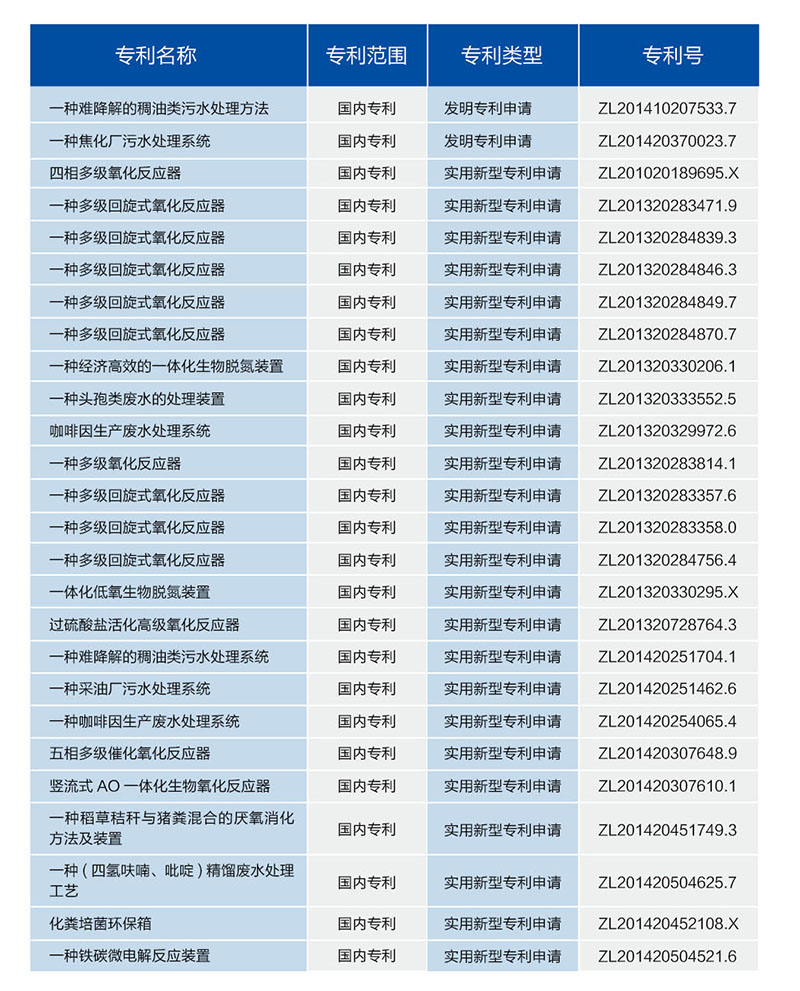 专利名称 专利范围 专利类型 专利号
一种难降解的稠油类污水处理方法 国内专利 发明专利申请 ZL201410207533.7
一种焦化厂污水处理系统 国内专利 发明专利申请 ZL201420370023.7
四相多级氧化反应器 国内专利 实用新型专利申请 ZL201020189695.X
一种多级回旋式氧化反应器 国内专利 实用新型专利申请 ZL201320283471.9
一种多级回旋式氧化反应器 国内专利 实用新型专利申请 ZL201320284839.3
一种多级回旋式氧化反应器 国内专利 实用新型专利申请 ZL201320284846.3
一种多级回旋式氧化反应器 国内专利 实用新型专利申请 ZL201320284849.7
一种多级回旋式氧化反应器 国内专利 实用新型专利申请 ZL201320284870.7
一种经济高效的一体化生物脱氮装置 国内专利 实用新型专利申请 ZL201320330206.1
一种头孢类废水的处理装置 国内专利 实用新型专利申请 ZL201320333552.5
咖啡因生产废水处理系统 国内专利 实用新型专利申请 ZL201320329972.6
一种多级氧化反应器 国内专利 实用新型专利申请 ZL201320283814.1
一种多级回旋式氧化反应器 国内专利 实用新型专利申请 ZL201320283357.6
一种多级回旋式氧化反应器 国内专利 实用新型专利申请 ZL201320283358.0
一种多级回旋式氧化反应器 国内专利 实用新型专利申请 ZL201320284756.4
一体化低氧生物脱氮装置 国内专利 实用新型专利申请 ZL201320330295.X
过硫酸盐活化高级氧化反应器 国内专利 实用新型专利申请 ZL201320728764.3
一种难降解的稠油类污水处理系统 国内专利 实用新型专利申请 ZL201420251704.1
一种采油厂污水处理系统 国内专利 实用新型专利申请 ZL201420251462.6
一种咖啡因生产废水处理系统 国内专利 实用新型专利申请 ZL201420254065.4
五相多级催化氧化反应器 国内专利 实用新型专利申请 ZL201420307648.9
竖流式 AO 一体化生物氧化反应器 国内专利 实用新型专利申请 ZL201420307610.1
一种稻草秸秆与猪粪混合的厌氧消化
方法及装置 国内专利 实用新型专利申请 ZL201420451749.3
一种 ( 四氢呋喃、吡啶 ) 精馏废水处理
工艺 国内专利 实用新型专利申请 ZL201420504625.7
化粪培菌环保箱 国内专利 实用新型专利申请 ZL201420452108.X
一种铁碳微电解反应装置 国内专利 实用新型专利申请 ZL201420504521.6